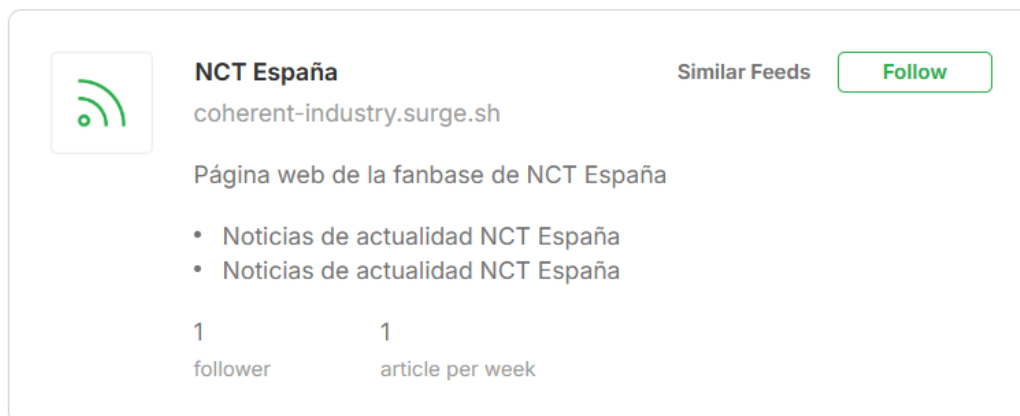 NCT España
Similar Feeds
Follow
coherent-industry.surge.sh
Página web de la fanbase de NCT España
• Noticias de actualidad NCT España
• Noticias de actualidad NCT España
1 1
follower article per week